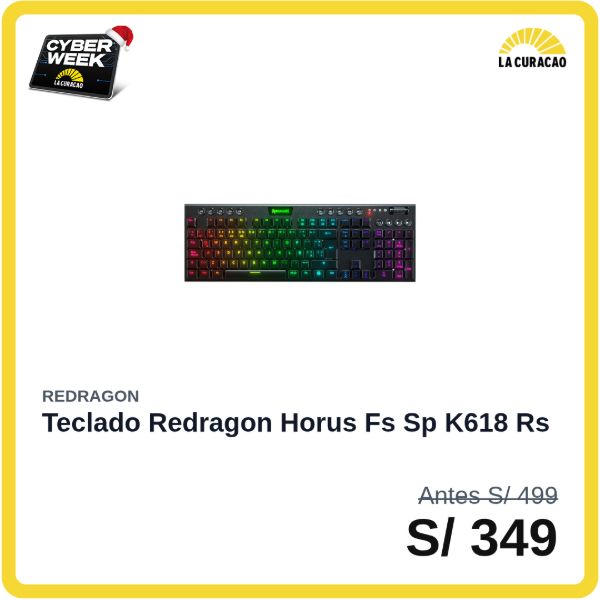 CYBER
WEEK
LA CURACAO
LA CURACAO
REDRAGON
Teclado Redragon Horus Fs Sp K618 Rs
Antes S/ 499
S/ 349